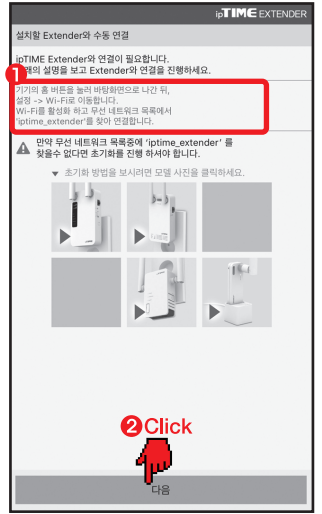 ipTIME EXTENDER
설치할 Extender와 수동 연결
ipTIME Extender와 연결이 필요합니다.
래의 설명을 보고 Extender와 연결을 진행하세요.
1
기기의 홈 버튼을 눌러 바탕화면으로 나간 뒤,
설정 -> Wi-Fi로 이동합니다.
Wi-Fi를 활성화 하고 무선 네트워크 목록에서
'iptime_extender'를 찾아 연결합니다.
만약 무선 네트워크 목록중에 'iptime_extender' 를
찾을수 없다면 초기화를 진행 하셔야 합니다.
▼ 초기화 방법을 보시려면 모델 사진을 클릭하세요.
ipTIME
2 Click
다음